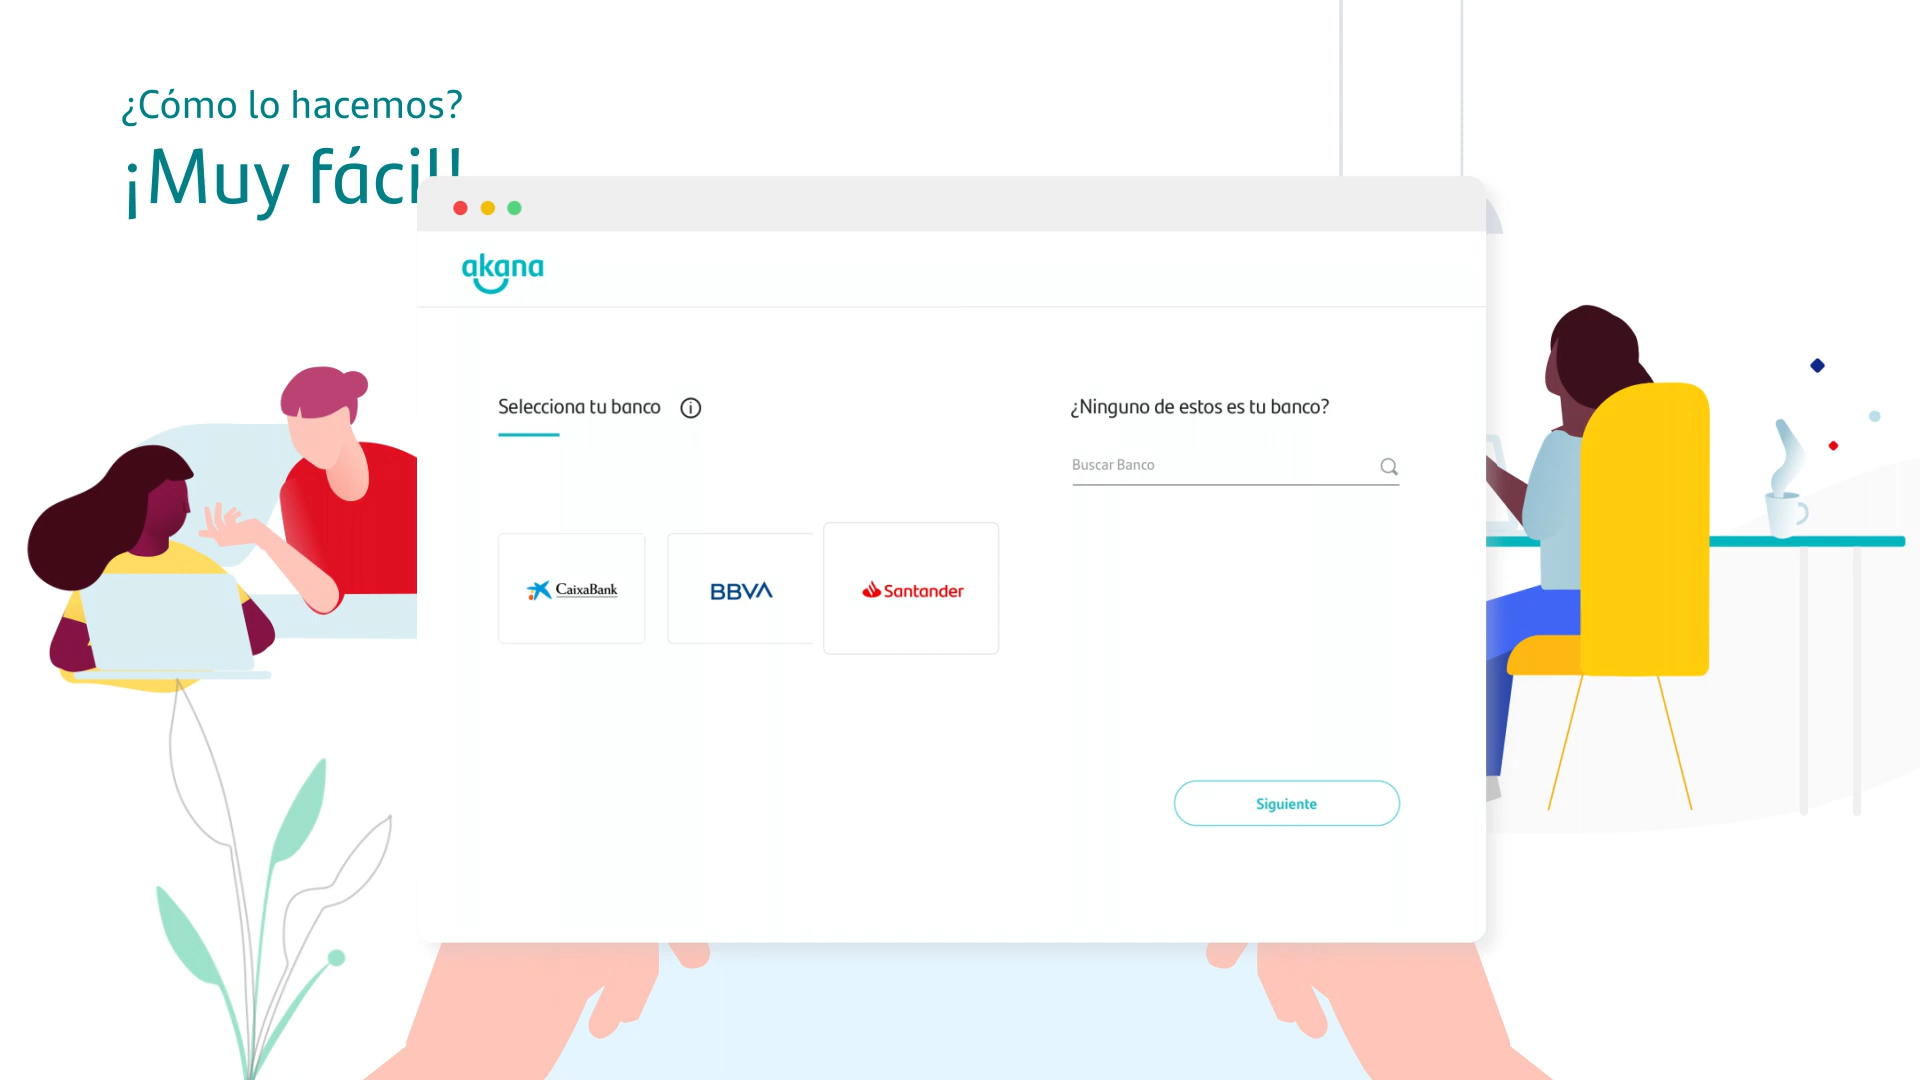 ¿Cómo lo hacemos?
¡Muy fácil!
akana
Selecciona tu banco
¿Ninguno de estos es tu banco?
Buscar Banco
CaixaBank
BBVA
Santander
Siguiente